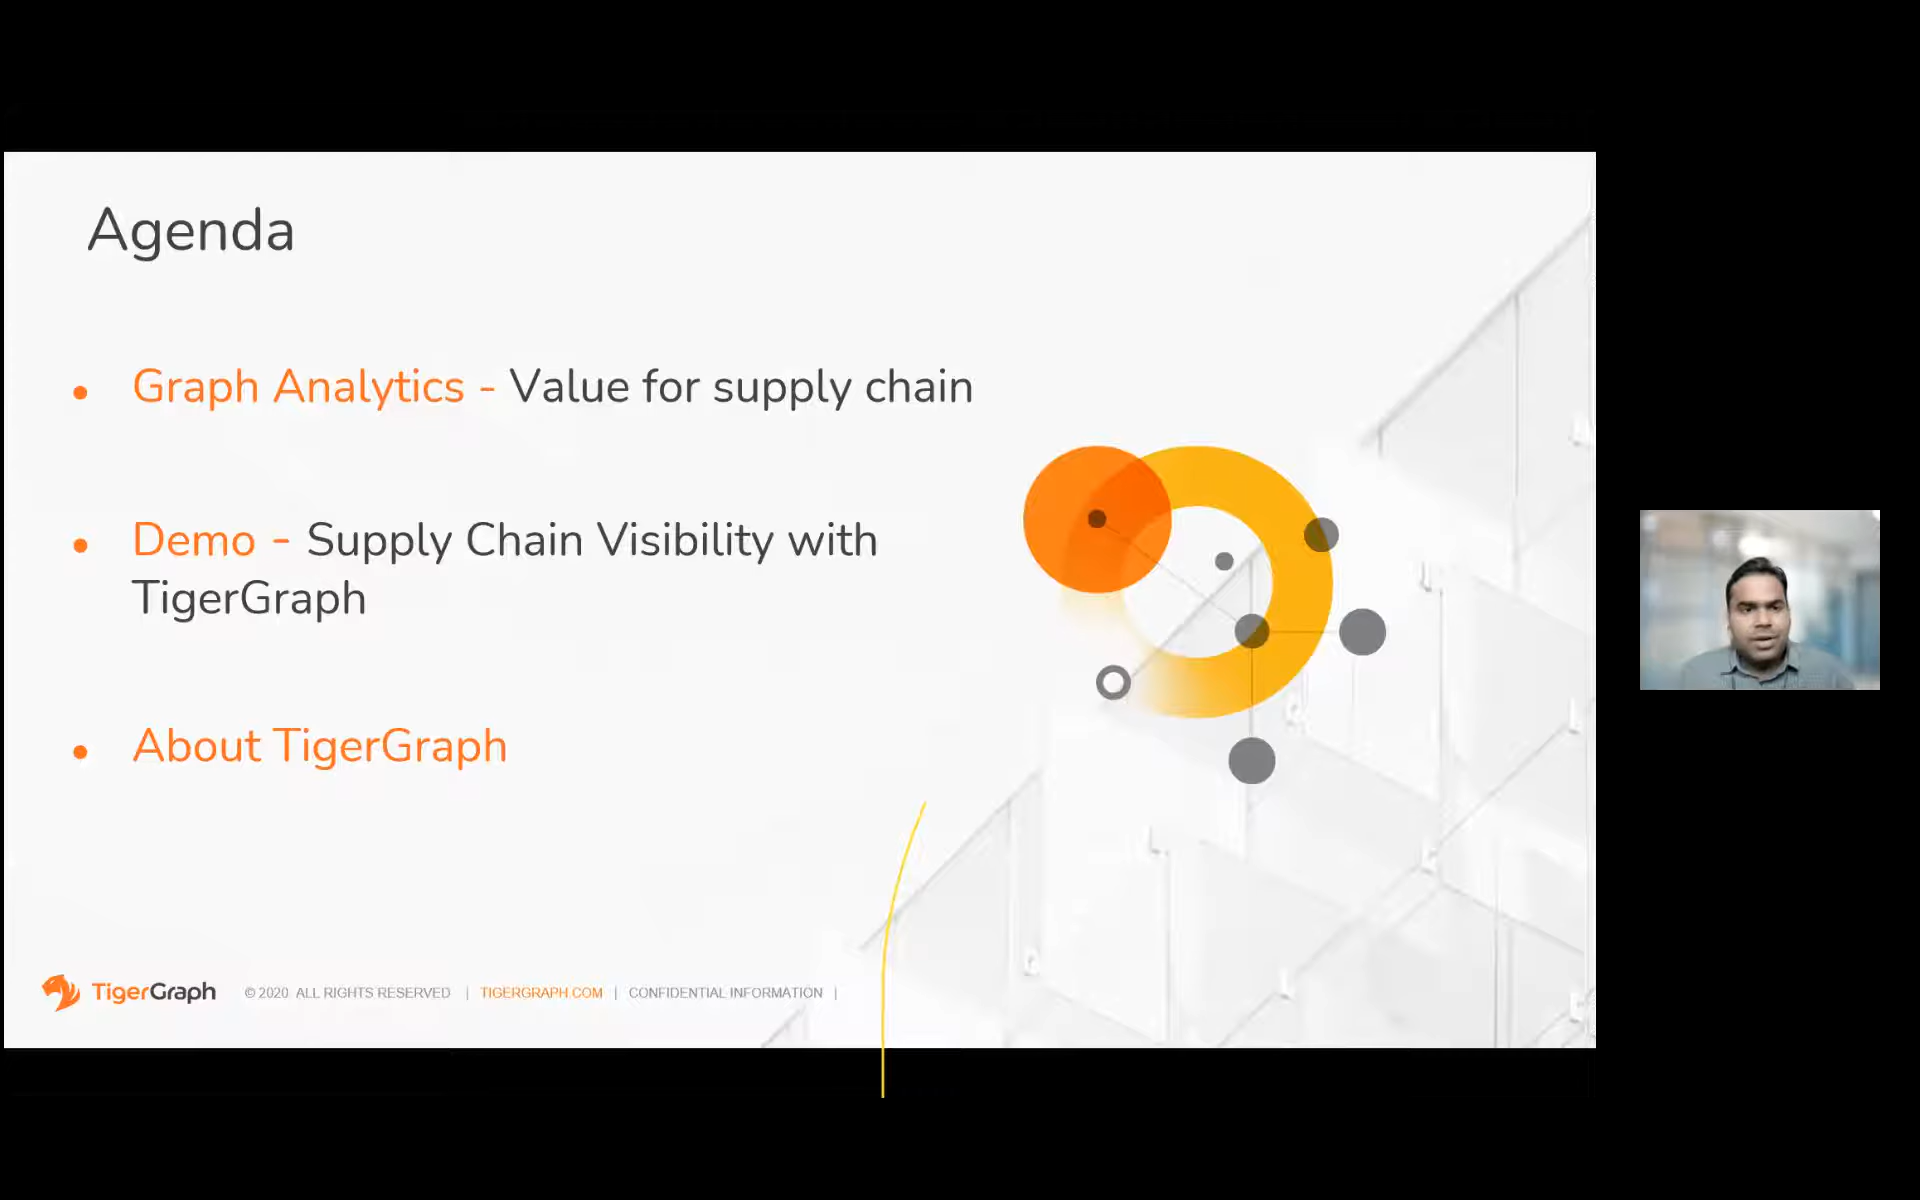 Agenda
• Graph Analytics - Value for supply chain
• Demo - Supply Chain Visibility with
TigerGraph
• About TigerGraph
TigerGraph © 2020 ALL RIGHTS RESERVED | TIGERGRAPH.COM | CONFIDENTIAL INFORMATION |